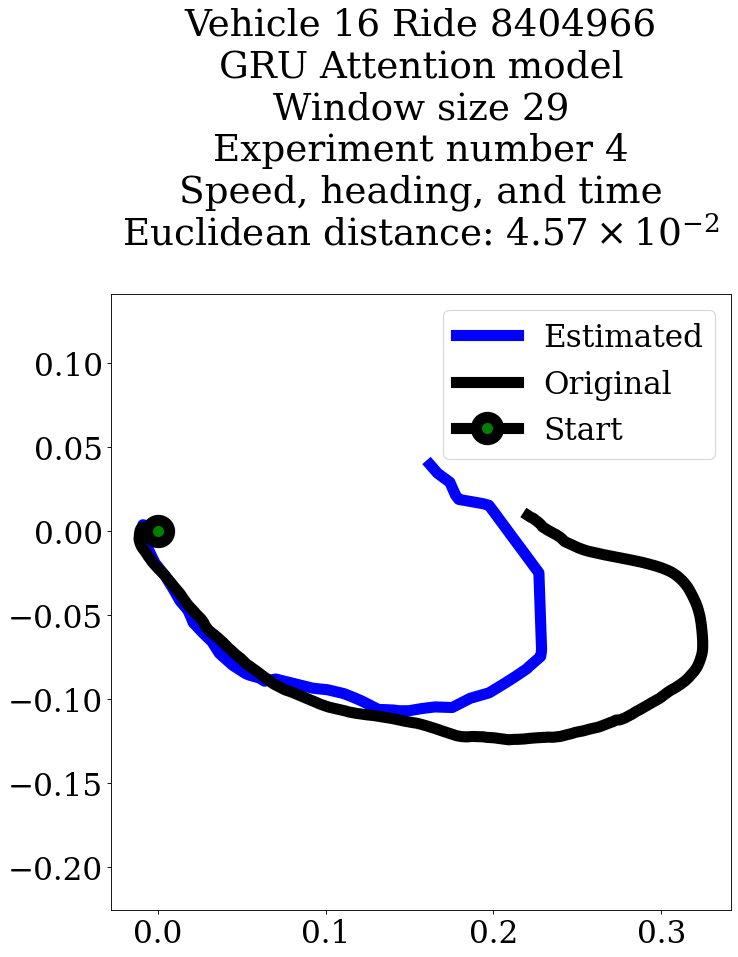 Vehicle 16 Ride 8404966
GRU Attention model
Window size 29
Experiment number 4
Speed, heading, and time
Euclidean distance: 4.57 × 10⁻²
Estimated
Original
Start
0.10
0.05
0.00
−0.05
−0.10
−0.15
−0.20
0.0 0.1 0.2 0.3